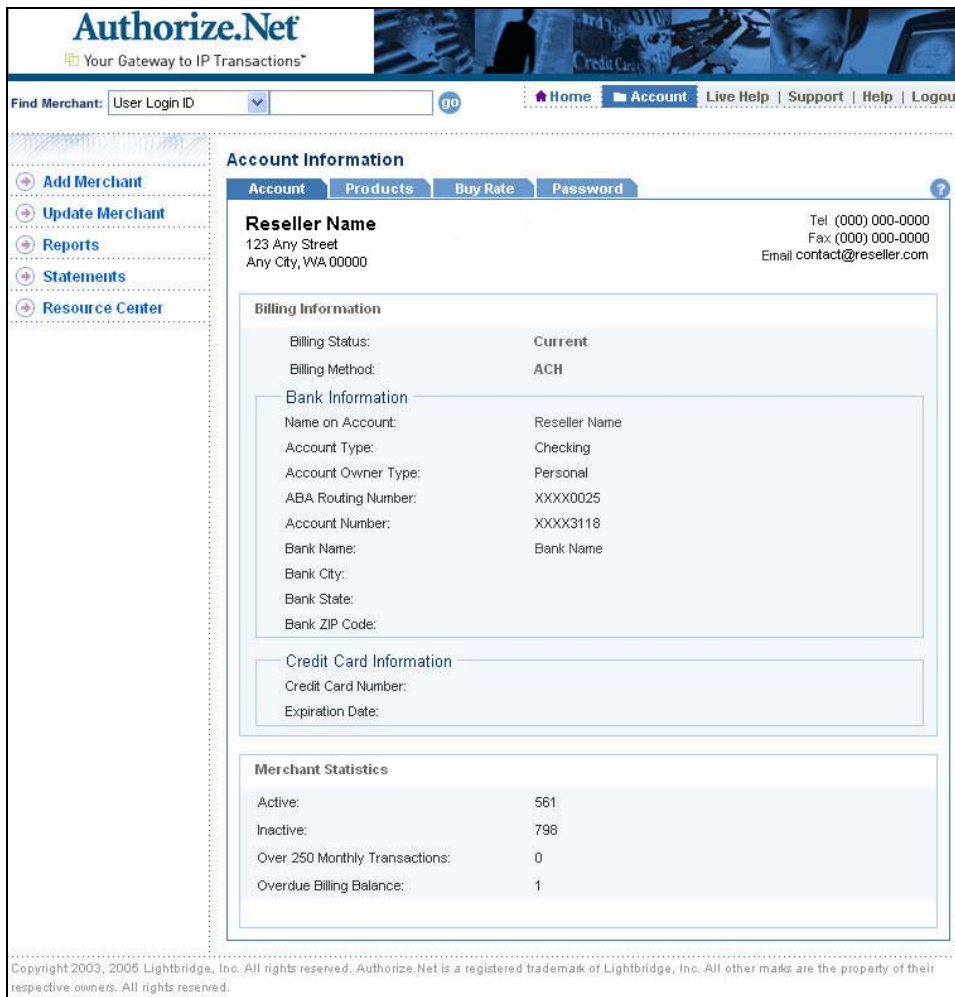 Authorize.Net
Your Gateway to IP Transactions™
Credit Card
Find Merchant: User Login ID go Home Account Live Help | Support | Help | Logou
Account Information
Add Merchant
Update Merchant
Reports
Statements
Resource Center
Account Products Buy Rate Password ?
Reseller Name
123 Any Street
Any City, WA 00000
Tel (000) 000-0000
Fax (000) 000-0000
Email contact@reseller.com
Billing Information
Billing Status: Current
Billing Method: ACH
Bank Information
Name on Account: Reseller Name
Account Type: Checking
Account Owner Type: Personal
ABA Routing Number: XXXX0025
Account Number: XXXX3118
Bank Name: Bank Name
Bank City:
Bank State:
Bank ZIP Code:
Credit Card Information
Credit Card Number:
Expiration Date:
Merchant Statistics
Active: 561
Inactive: 798
Over 250 Monthly Transactions: 0
Overdue Billing Balance: 1
Copyright 2003, 2005 Lightbridge, Inc. All rights reserved. Authorize.Net is a registered trademark of Lightbridge, Inc. All other marks are the property of their
respective owners. All rights reserved.